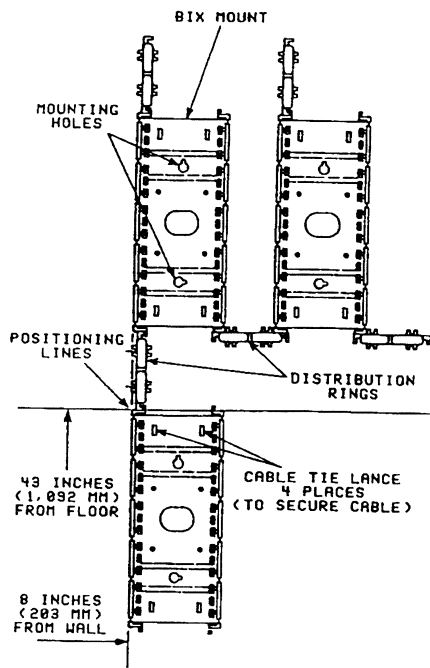 BIX MOUNT
MOUNTING
HOLES
POSITIONING
LINES
DISTRIBUTION
RINGS
43 INCHES
(1,092 MM)
FROM FLOOR
CABLE TIE LANCE
4 PLACES
(TO SECURE CABLE)
8 INCHES
(203 MM)
FROM WALL